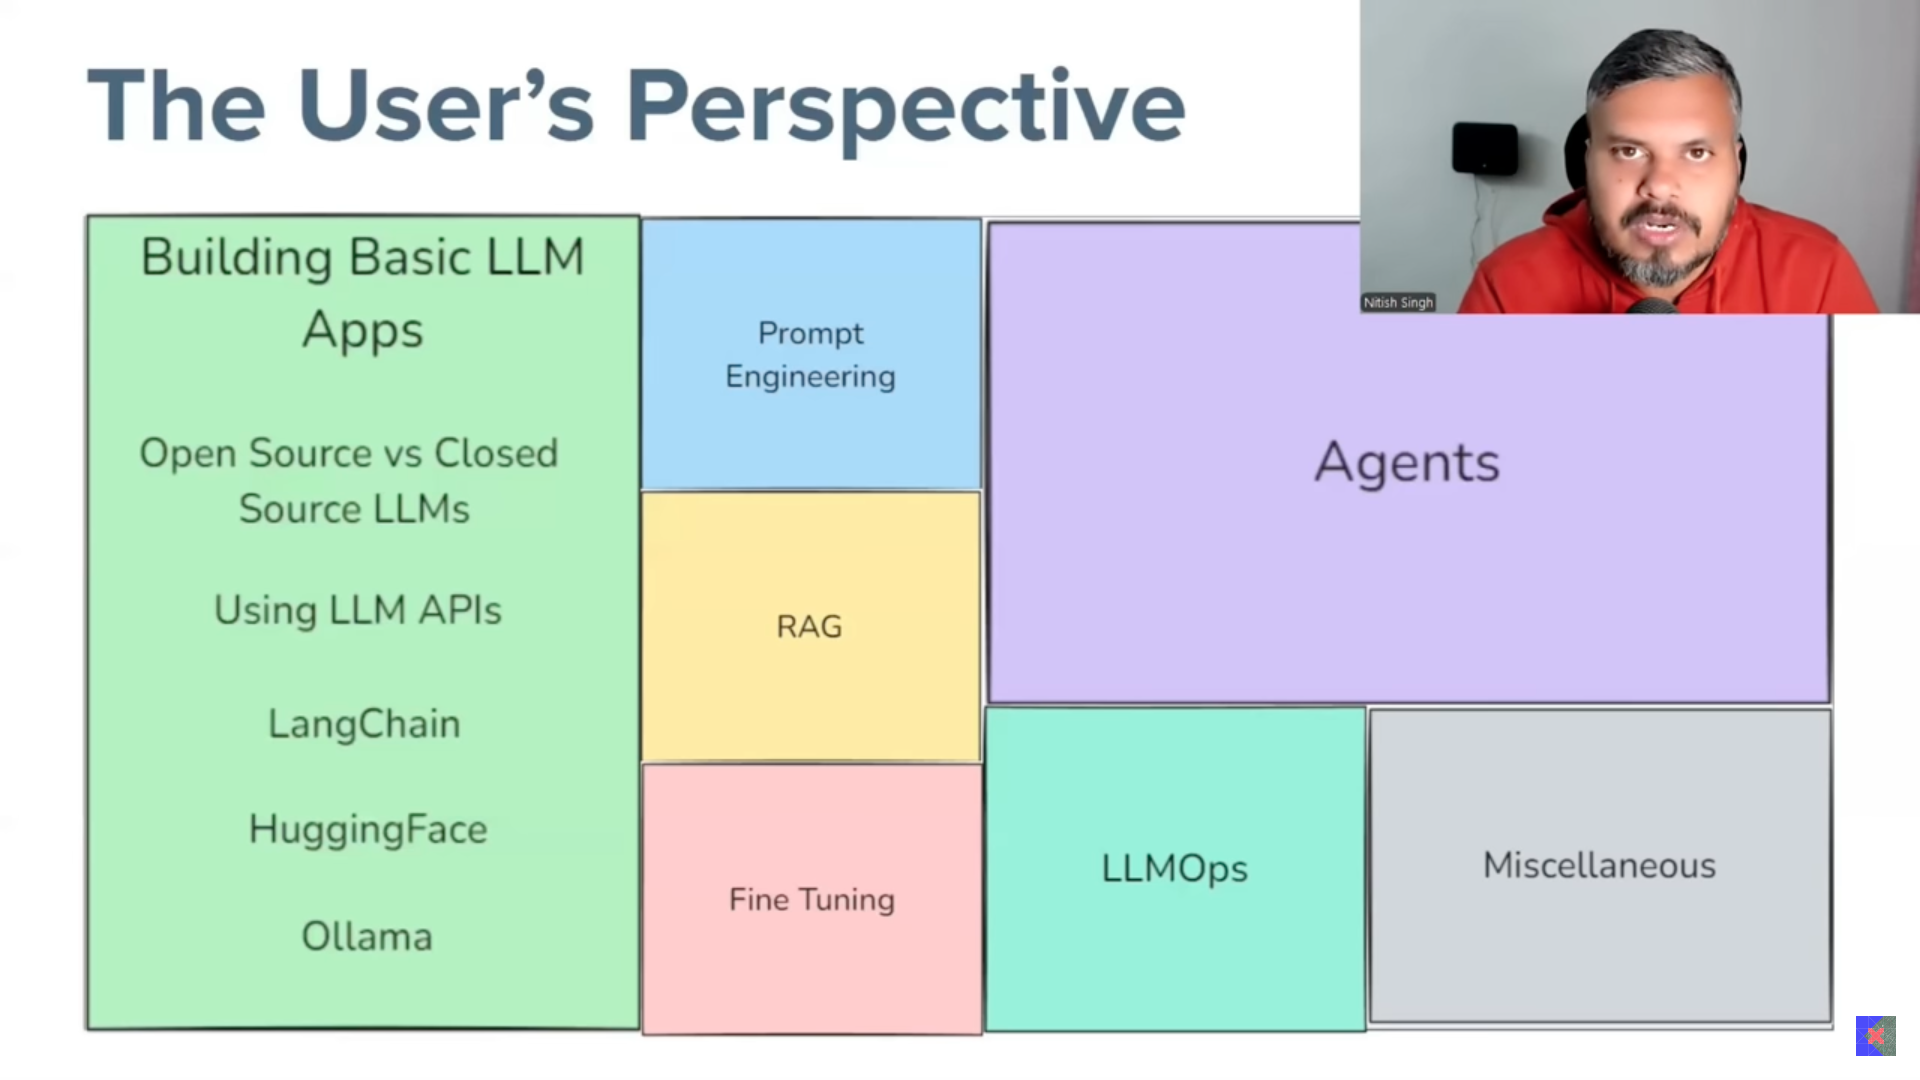 The User's Perspective
Nitish Singh
Building Basic LLM
Apps
Open Source vs Closed
Source LLMs
Using LLM APIs
LangChain
HuggingFace
Ollama
Prompt
Engineering
RAG
Fine Tuning
Agents
LLMOps
Miscellaneous